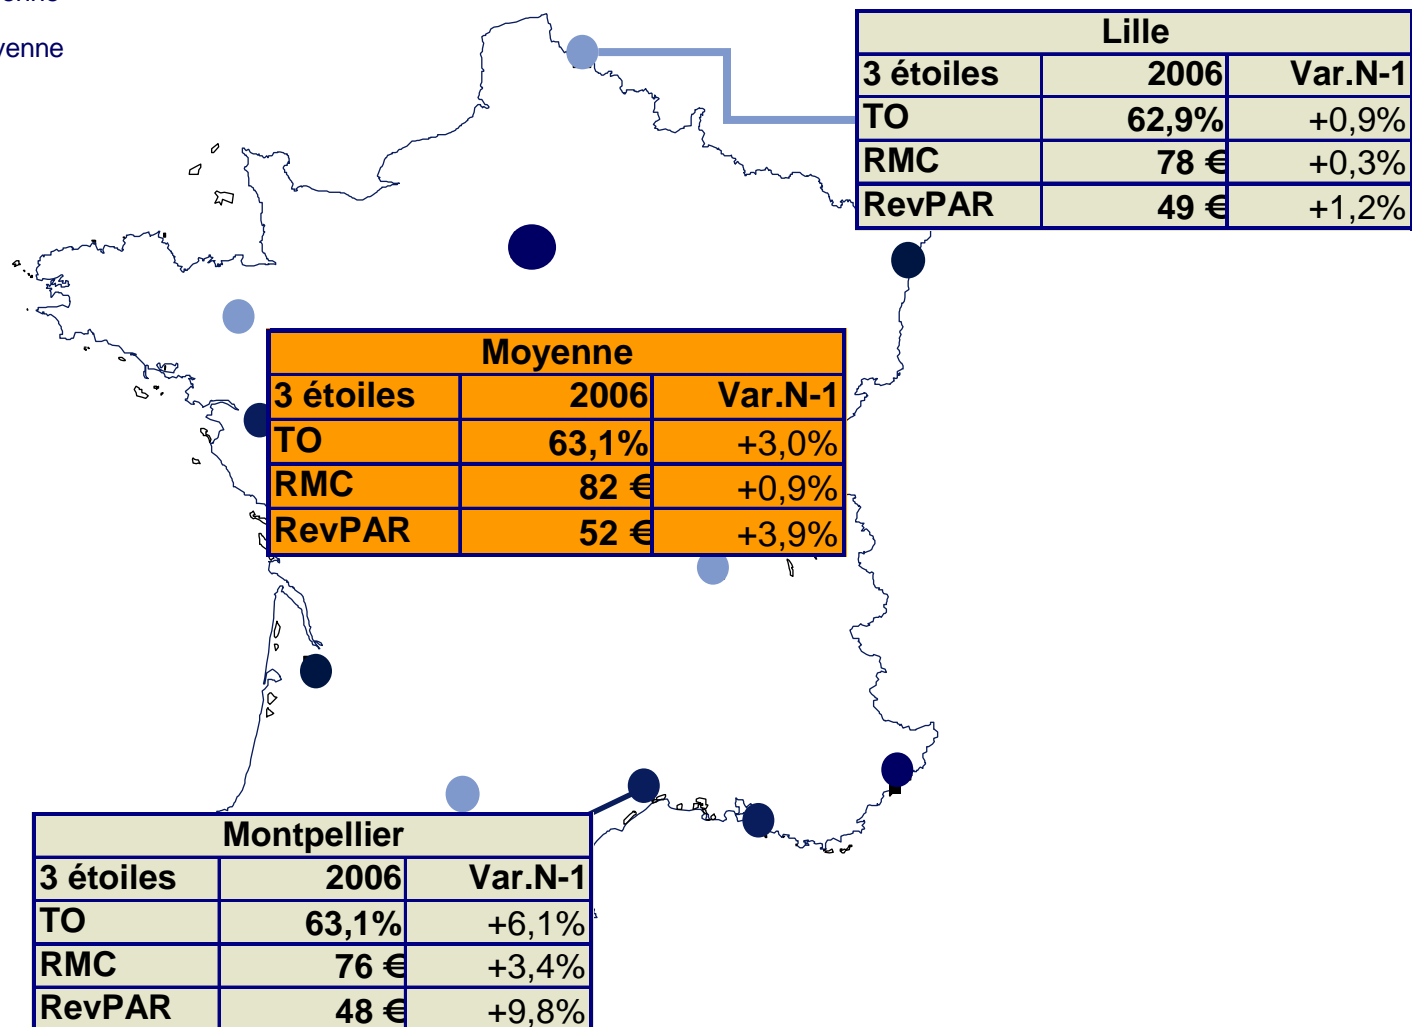 enne
yenne
Lille
3 étoiles 2006 Var.N-1
TO 62,9% +0,9%
RMC 78 € +0,3%
RevPAR 49 € +1,2%
Moyenne
3 étoiles 2006 Var.N-1
TO 63,1% +3,0%
RMC 82 € +0,9%
RevPAR 52 € +3,9%
Montpellier
3 étoiles 2006 Var.N-1
TO 63,1% +6,1%
RMC 76 € +3,4%
RevPAR 48 € +9,8%